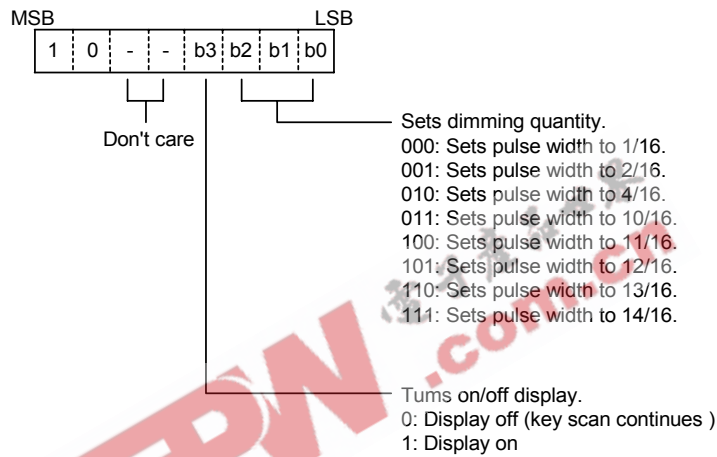 MSB LSB
1 0 - - b3 b2 b1 b0
Don't care
Sets dimming quantity.
000: Sets pulse width to 1/16.
001: Sets pulse width to 2/16.
010: Sets pulse width to 4/16.
011: Sets pulse width to 10/16.
100: Sets pulse width to 11/16.
101: Sets pulse width to 12/16.
110: Sets pulse width to 13/16.
111: Sets pulse width to 14/16.
.com.cn
Turns on/off display.
0: Display off (key scan continues )
1: Display on